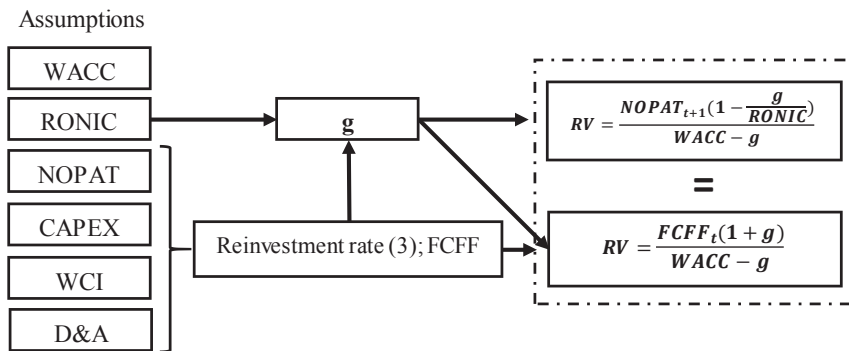 Assumptions
WACC
RONIC
NOPAT
CAPEX
WCI
D&A
g
Reinvestment rate (3); FCFF
RV = NOPAT_{t+1}(1 − g/RONIC) / WACC − g
=
RV = FCFF_t(1 + g) / WACC − g